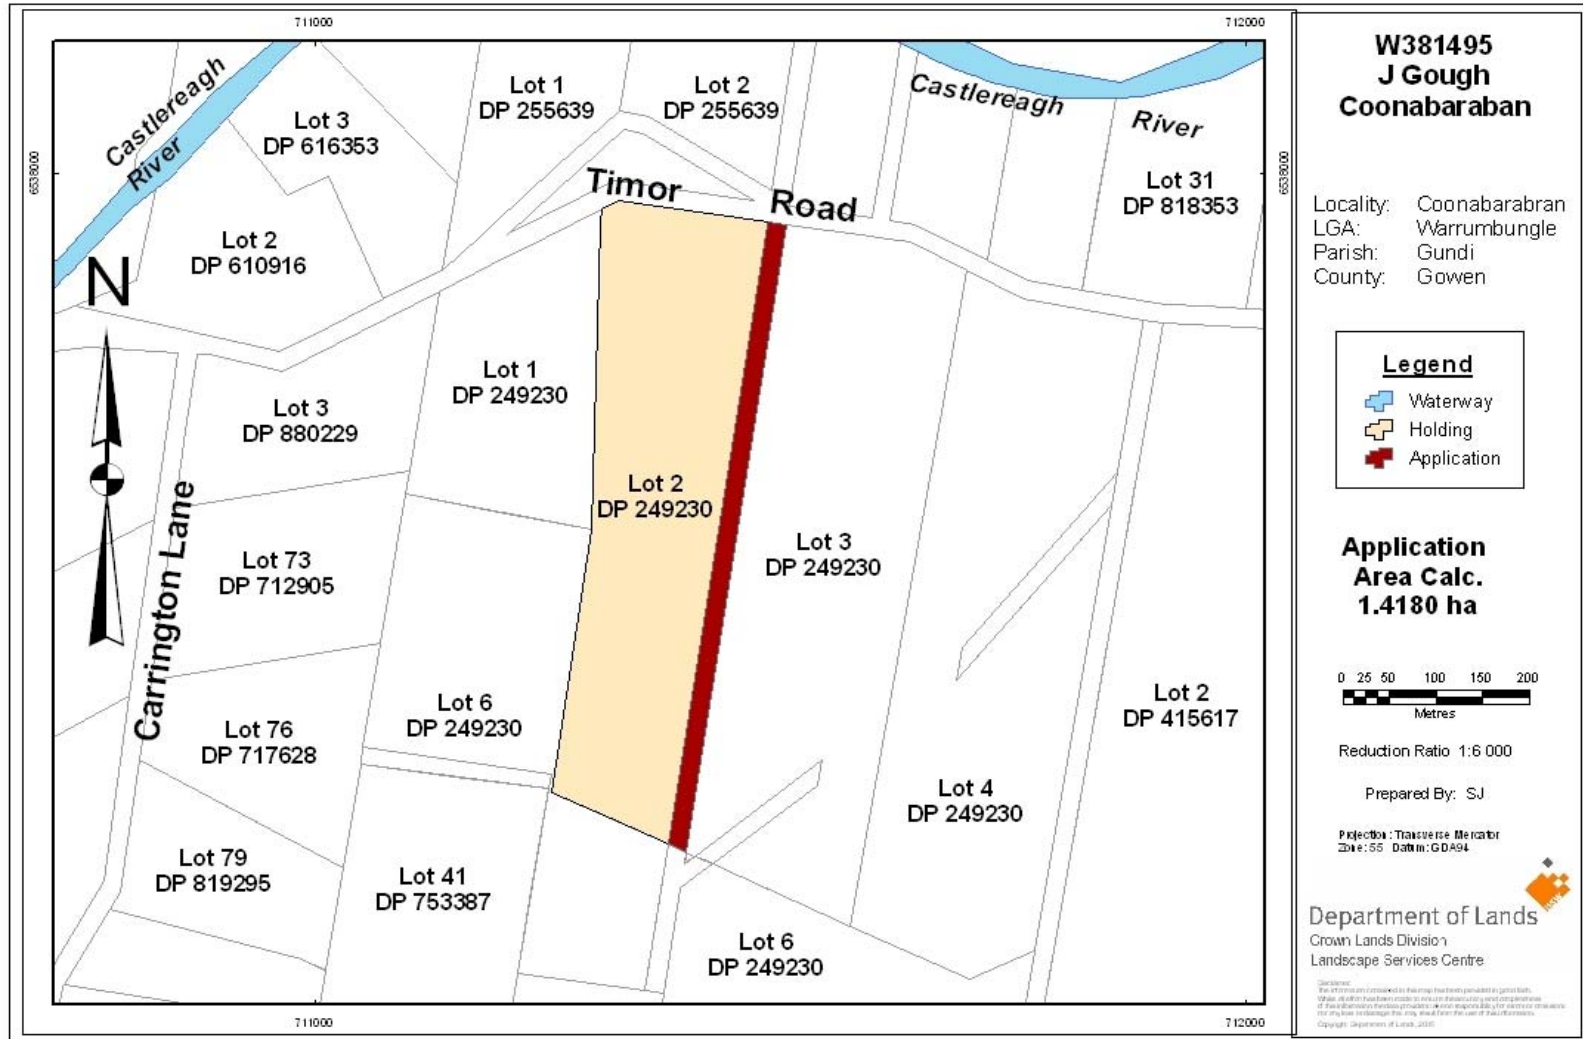 711000
712000
6538000
6538000
Castlereagh
River
Castlereagh
River
Lot 3
DP 616353
Lot 1
DP 255639
Lot 2
DP 255639
Lot 31
DP 818353
Lot 2
DP 610916
Timor Road
N
Lot 1
DP 249230
Lot 3
DP 880229
Lot 2
DP 249230
Lot 3
DP 249230
Carrington Lane
Lot 73
DP 712905
Lot 6
DP 249230
Lot 2
DP 415617
Lot 76
DP 717628
Lot 4
DP 249230
Lot 79
DP 819295
Lot 41
DP 753387
Lot 6
DP 249230
711000
712000
W381495
J Gough
Coonabaraban
Locality: Coonabarabran
LGA: Warrumbungle
Parish: Gundi
County: Gowen
Legend
Waterway
Holding
Application
Application
Area Calc.
1.4180 ha
0 25 50 100 150 200
Metres
Reduction Ratio 1:6 000
Prepared By: SJ
Projection: Transverse Mercator
Zone: 55 Datum: GDA94
Department of Lands
Crown Lands Division
Landscape Services Centre